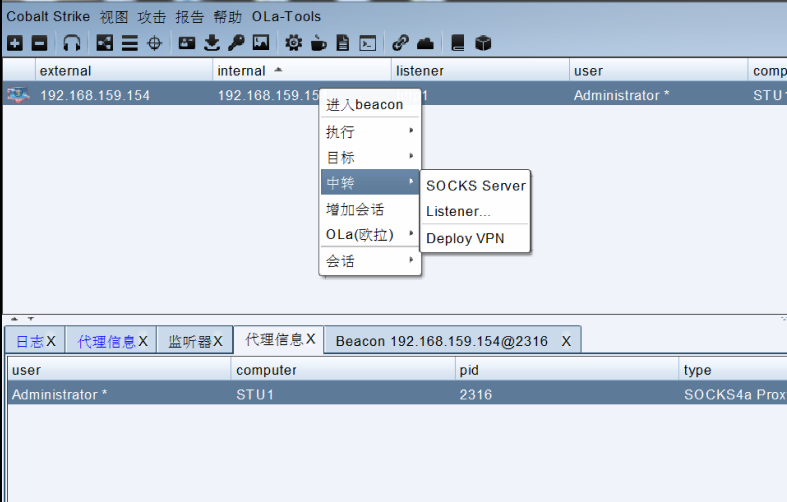 Cobalt Strike 视图 攻击 报告 帮助 OLa-Tools
external internal listener user comp
192.168.159.154 192.168.159.15 1 Administrator * STU1
进入beacon
执行
目标
中转
SOCKS Server
增加会话
Listener...
OLa(欧拉)
Deploy VPN
会话
日志X 代理信息X 监听器X 代理信息X Beacon 192.168.159.154@2316 X
user computer pid type
Administrator * STU1 2316 SOCKS4a Prox